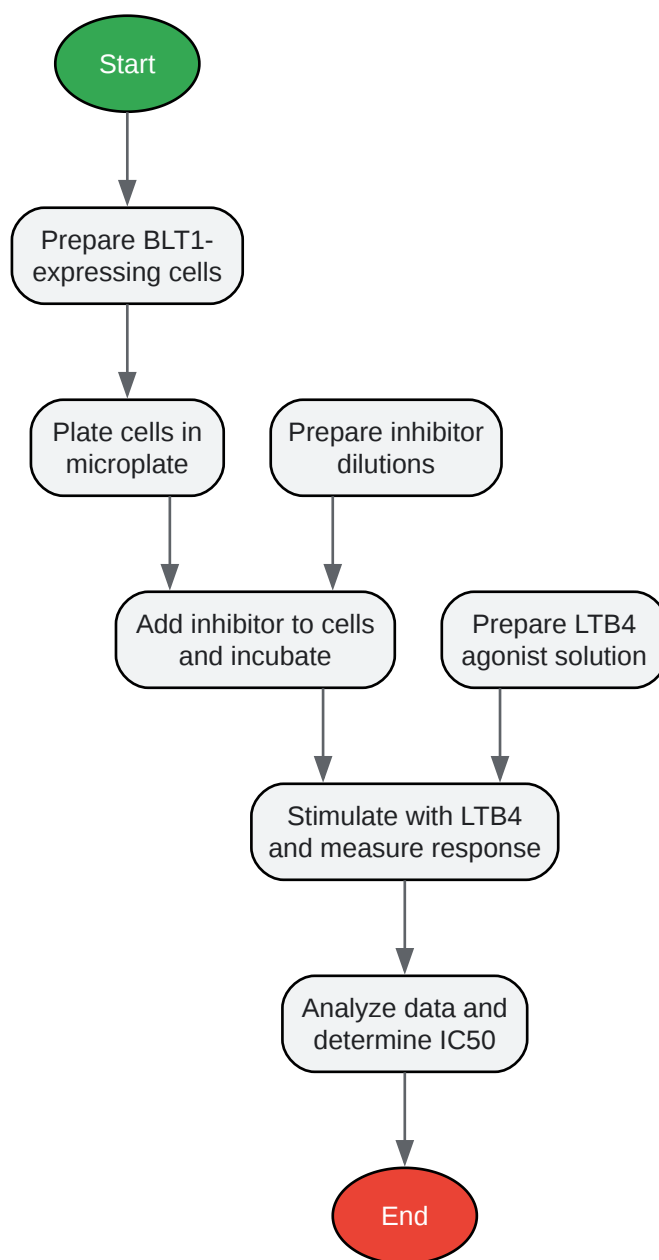 Start
Prepare BLT1-
expressing cells
Plate cells in
microplate
Prepare inhibitor
dilutions
Add inhibitor to cells
and incubate
Prepare LTB4
agonist solution
Stimulate with LTB4
and measure response
Analyze data and
determine IC50
End